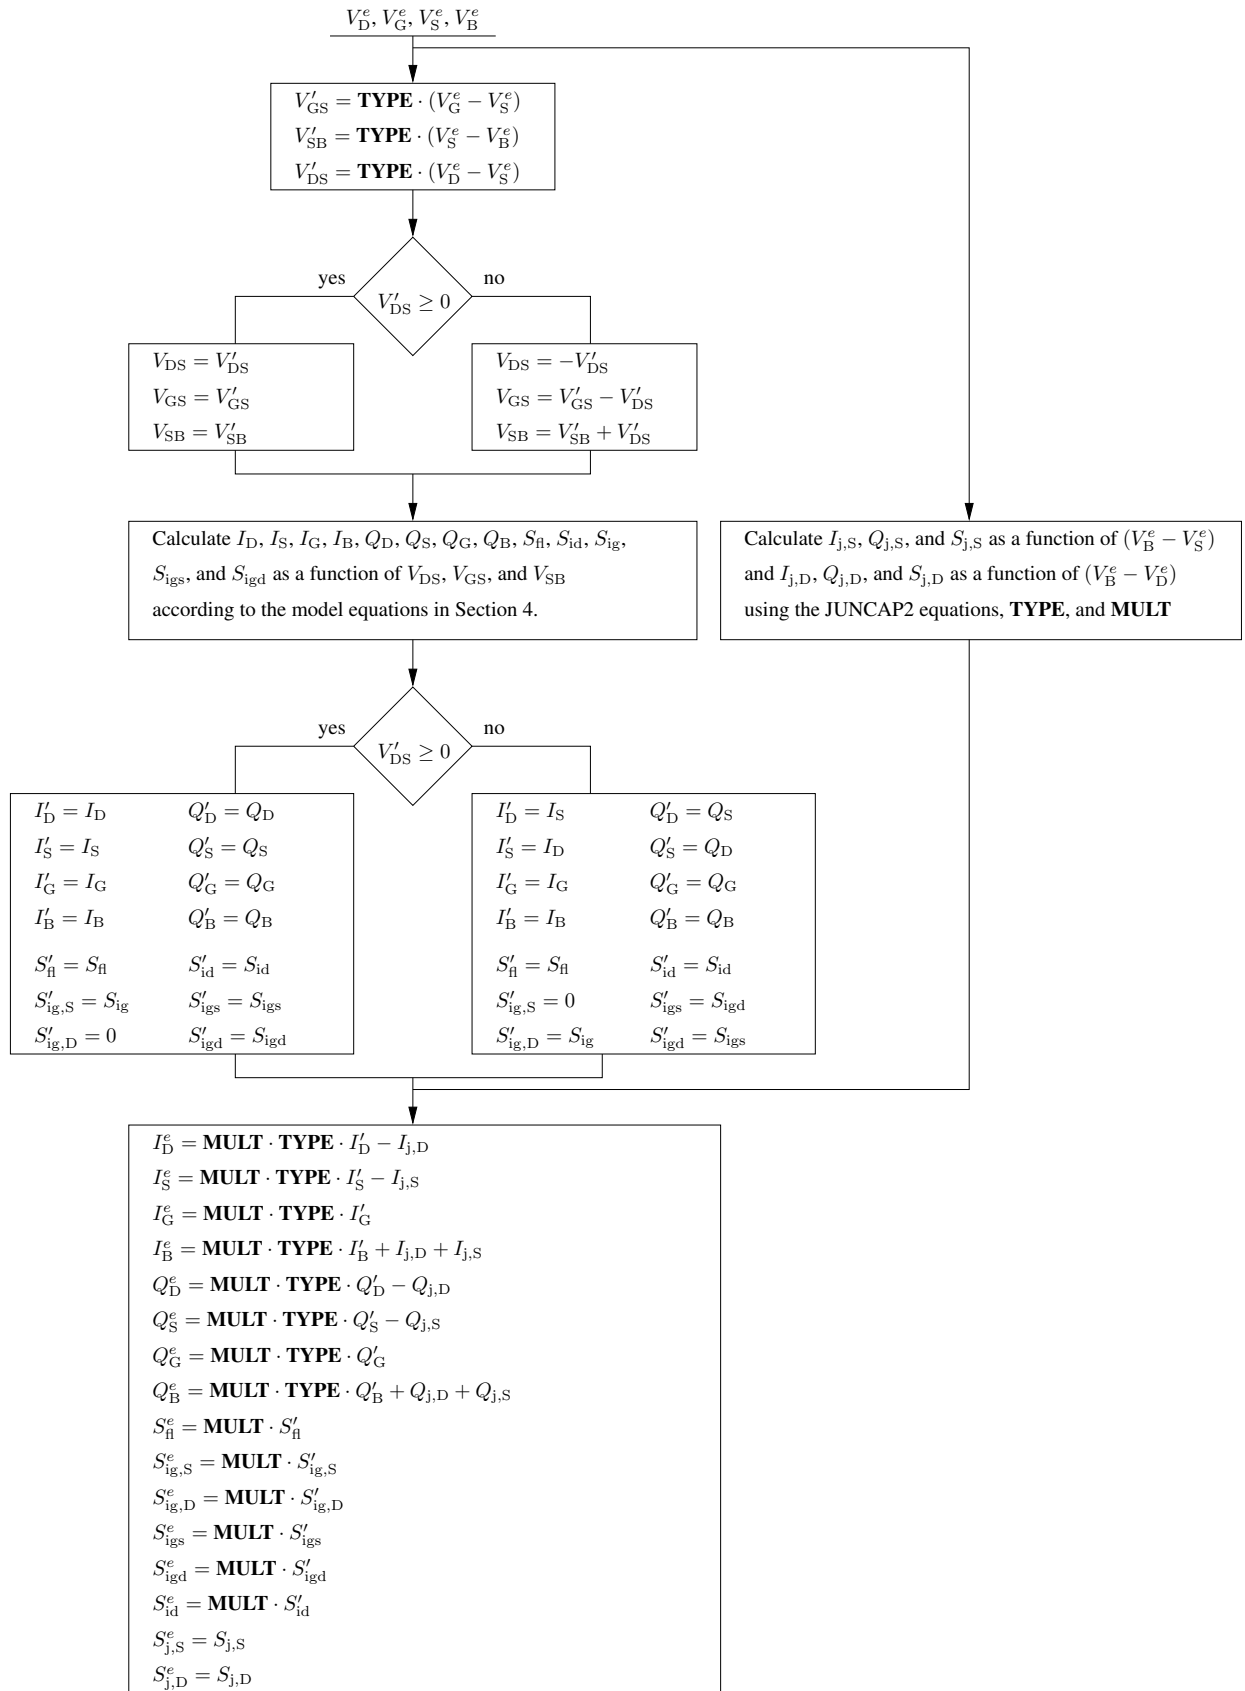 V_D^e, V_G^e, V_S^e, V_B^e
V′_GS = TYPE · (V_G^e − V_S^e)
V′_SB = TYPE · (V_S^e − V_B^e)
V′_DS = TYPE · (V_D^e − V_S^e)
yes
no
V′_DS ≥ 0
V_DS = V′_DS
V_GS = V′_GS
V_SB = V′_SB
V_DS = −V′_DS
V_GS = V′_GS − V′_DS
V_SB = V′_SB + V′_DS
Calculate I_D, I_S, I_G, I_B, Q_D, Q_S, Q_G, Q_B, S_fl, S_id, S_ig,
S_igs, and S_igd as a function of V_DS, V_GS, and V_SB
according to the model equations in Section 4.
Calculate I_j,S, Q_j,S, and S_j,S as a function of (V_B^e − V_S^e)
and I_j,D, Q_j,D, and S_j,D as a function of (V_B^e − V_D^e)
using the JUNCAP2 equations, TYPE, and MULT
yes
no
V′_DS ≥ 0
I′_D = I_D Q′_D = Q_D
I′_S = I_S Q′_S = Q_S
I′_G = I_G Q′_G = Q_G
I′_B = I_B Q′_B = Q_B
S′_fl = S_fl S′_id = S_id
S′_ig,S = S_ig S′_igs = S_igs
S′_ig,D = 0 S′_igd = S_igd
I′_D = I_S Q′_D = Q_S
I′_S = I_D Q′_S = Q_D
I′_G = I_G Q′_G = Q_G
I′_B = I_B Q′_B = Q_B
S′_fl = S_fl S′_id = S_id
S′_ig,S = 0 S′_igs = S_igd
S′_ig,D = S_ig S′_igd = S_igs
I_D^e = MULT · TYPE · I′_D − I_j,D
I_S^e = MULT · TYPE · I′_S − I_j,S
I_G^e = MULT · TYPE · I′_G
I_B^e = MULT · TYPE · I′_B + I_j,D + I_j,S
Q_D^e = MULT · TYPE · Q′_D − Q_j,D
Q_S^e = MULT · TYPE · Q′_S − Q_j,S
Q_G^e = MULT · TYPE · Q′_G
Q_B^e = MULT · TYPE · Q′_B + Q_j,D + Q_j,S
S_fl^e = MULT · S′_fl
S_ig,S^e = MULT · S′_ig,S
S_ig,D^e = MULT · S′_ig,D
S_igs^e = MULT · S′_igs
S_igd^e = MULT · S′_igd
S_id^e = MULT · S′_id
S_j,S^e = S_j,S
S_j,D^e = S_j,D